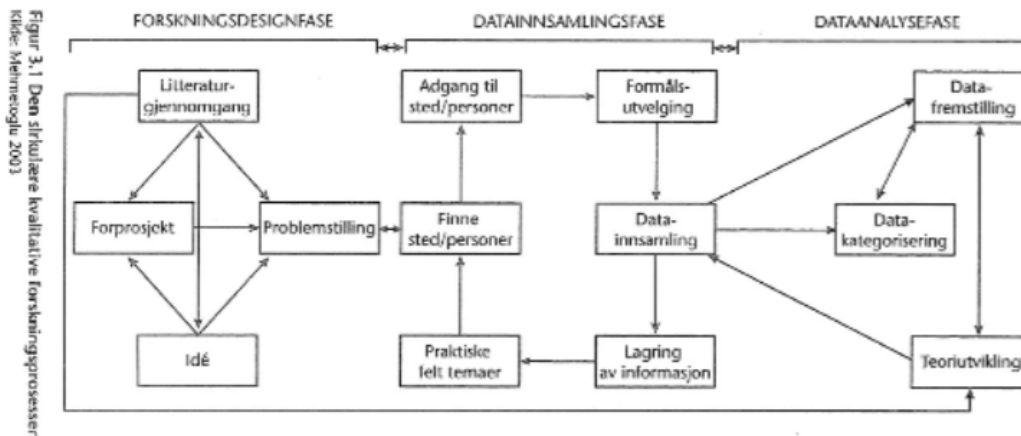 FORSKNINGSDESIGNFASE
DATAINNSAMLINGSFASE
DATAANALYSEFASE
Litteratur-
gjennomgang
Adgang til
sted/personer
Formåls-
utvelging
Data-
fremstilling
Forprosjekt
Problemstilling
Finne
sted/personer
Data-
innsamling
Data-
kategorisering
Idé
Praktiske
felt temaer
Lagring
av informasjon
Teoriutvikling
Figur 3.1 Den sirkulære kvalitative forskningsprosessen
Kilde: Mehmetoglu 2003